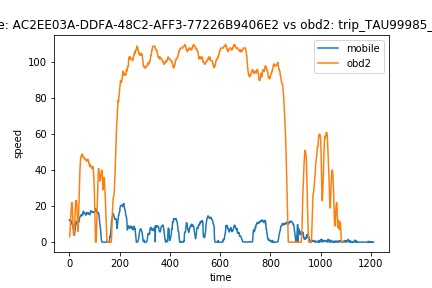 e: AC2EE03A-DDFA-48C2-AFF3-77226B9406E2 vs obd2: trip_TAU99985_
mobile
obd2
100
80
60
40
20
0
speed
0 200 400 600 800 1000 1200
time